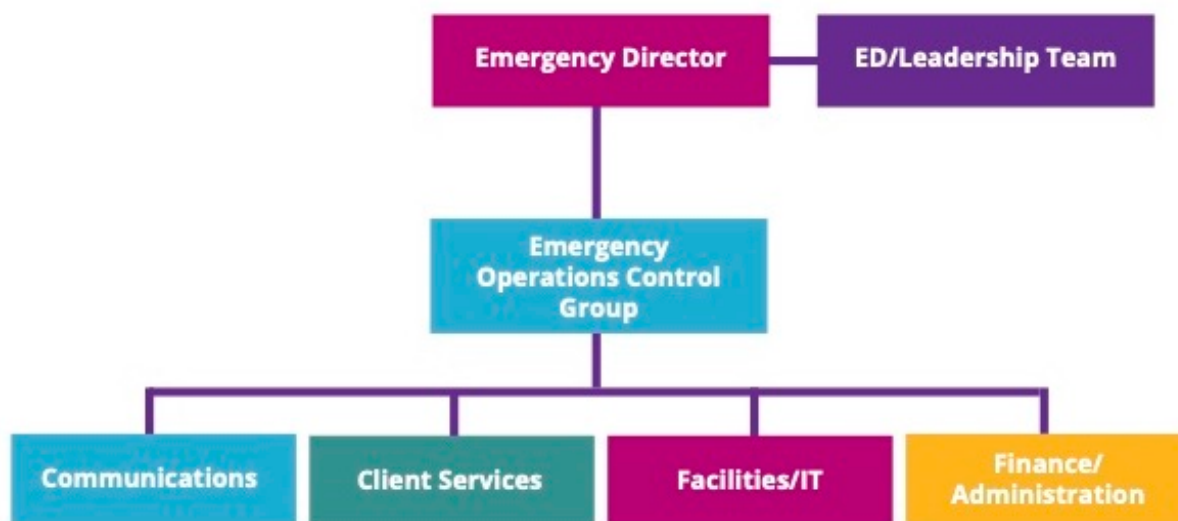 Emergency Director
ED/Leadership Team
Emergency
Operations Control
Group
Communications
Client Services
Facilities/IT
Finance/
Administration